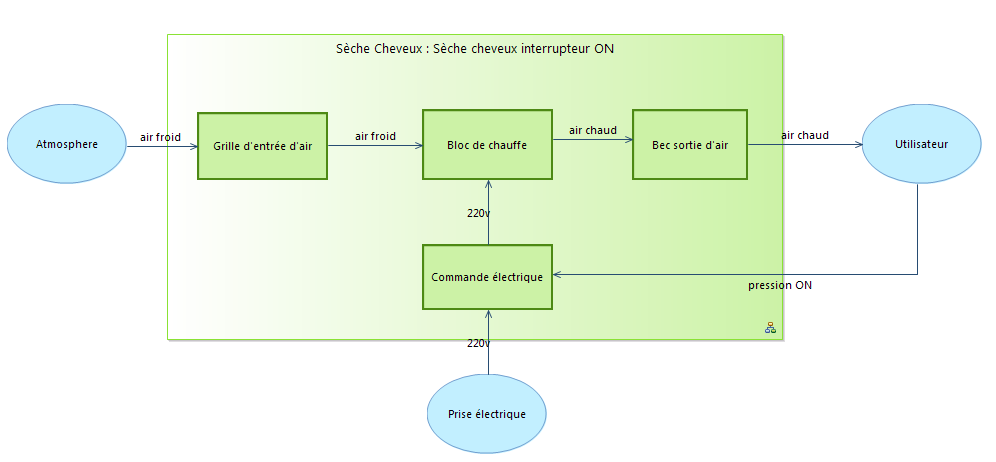 Sèche Cheveux : Sèche cheveux interrupteur ON
Atmosphere
air froid
Grille d'entrée d'air
air froid
Bloc de chauffe
air chaud
Bec sortie d'air
air chaud
Utilisateur
220v
Commande électrique
pression ON
220v
Prise électrique